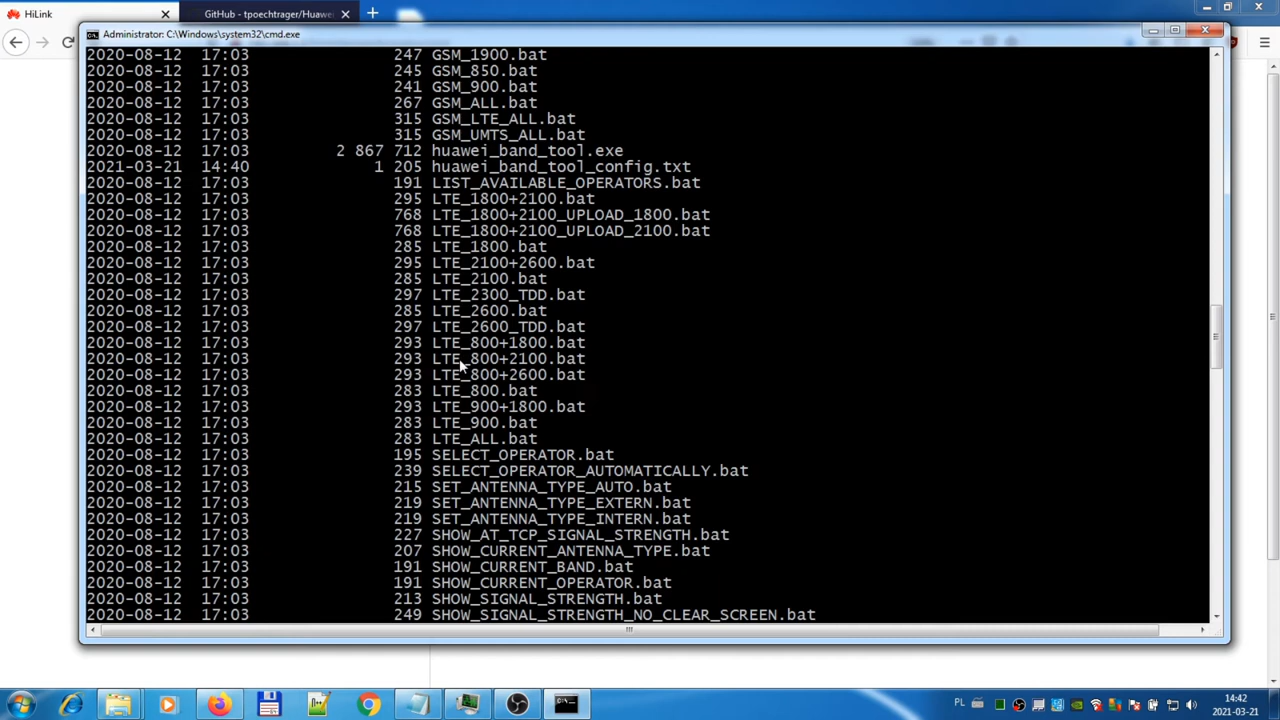 HiLink
GitHub - tpoechtrager/Huawei
Administrator: C:\Windows\system32\cmd.exe
2020-08-12 17:03 247 GSM_1900.bat
2020-08-12 17:03 245 GSM_850.bat
2020-08-12 17:03 241 GSM_900.bat
2020-08-12 17:03 267 GSM_ALL.bat
2020-08-12 17:03 315 GSM_LTE_ALL.bat
2020-08-12 17:03 315 GSM_UMTS_ALL.bat
2020-08-12 17:03 2 867 712 huawei_band_tool.exe
2021-03-21 14:40 1 205 huawei_band_tool_config.txt
2020-08-12 17:03 191 LIST_AVAILABLE_OPERATORS.bat
2020-08-12 17:03 295 LTE_1800+2100.bat
2020-08-12 17:03 768 LTE_1800+2100_UPLOAD_1800.bat
2020-08-12 17:03 768 LTE_1800+2100_UPLOAD_2100.bat
2020-08-12 17:03 285 LTE_1800.bat
2020-08-12 17:03 295 LTE_2100+2600.bat
2020-08-12 17:03 285 LTE_2100.bat
2020-08-12 17:03 297 LTE_2300_TDD.bat
2020-08-12 17:03 285 LTE_2600.bat
2020-08-12 17:03 297 LTE_2600_TDD.bat
2020-08-12 17:03 293 LTE_800+1800.bat
2020-08-12 17:03 293 LTE_800+2100.bat
2020-08-12 17:03 293 LTE_800+2600.bat
2020-08-12 17:03 283 LTE_800.bat
2020-08-12 17:03 293 LTE_900+1800.bat
2020-08-12 17:03 283 LTE_900.bat
2020-08-12 17:03 283 LTE_ALL.bat
2020-08-12 17:03 195 SELECT_OPERATOR.bat
2020-08-12 17:03 239 SELECT_OPERATOR_AUTOMATICALLY.bat
2020-08-12 17:03 215 SET_ANTENNA_TYPE_AUTO.bat
2020-08-12 17:03 219 SET_ANTENNA_TYPE_EXTERN.bat
2020-08-12 17:03 219 SET_ANTENNA_TYPE_INTERN.bat
2020-08-12 17:03 227 SHOW_AT_TCP_SIGNAL_STRENGTH.bat
2020-08-12 17:03 207 SHOW_CURRENT_ANTENNA_TYPE.bat
2020-08-12 17:03 191 SHOW_CURRENT_BAND.bat
2020-08-12 17:03 191 SHOW_CURRENT_OPERATOR.bat
2020-08-12 17:03 213 SHOW_SIGNAL_STRENGTH.bat
2020-08-12 17:03 249 SHOW_SIGNAL_STRENGTH_NO_CLEAR_SCREEN.bat
PL
14:42
2021-03-21